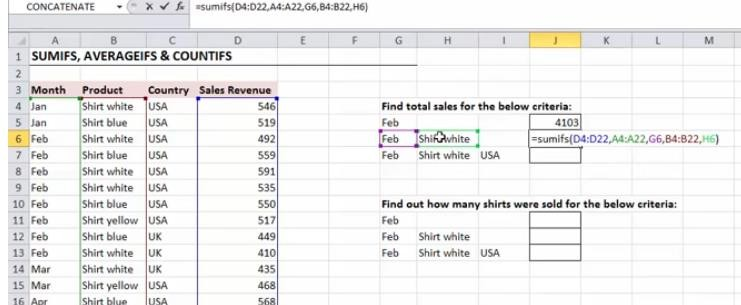 CONCATENATE =sumifs(D4:D22,A4:A22,G6,B4:B22,H6)
A B C D E F G H I J K L M
1 SUMIFS, AVERAGEIFS & COUNTIFS
2
3 Month Product Country Sales Revenue
4 Jan Shirt white USA 546 Find total sales for the below criteria:
5 Jan Shirt blue USA 519 Feb 4103
6 Feb Shirt white USA 492 Feb Shirt white =sumifs(D4:D22,A4:A22,G6,B4:B22,H6)
7 Feb Shirt blue USA 559 Feb Shirt white USA
8 Feb Shirt white USA 591
9 Feb Shirt white USA 535
10 Feb Shirt blue USA 550 Find out how many shirts were sold for the below criteria:
11 Feb Shirt yellow USA 517 Feb
12 Feb Shirt blue UK 449 Feb Shirt white
13 Feb Shirt white UK 410 Feb Shirt white USA
14 Mar Shirt white UK 435
15 Mar Shirt yellow USA 468
16 Apr Shirt blue USA 568